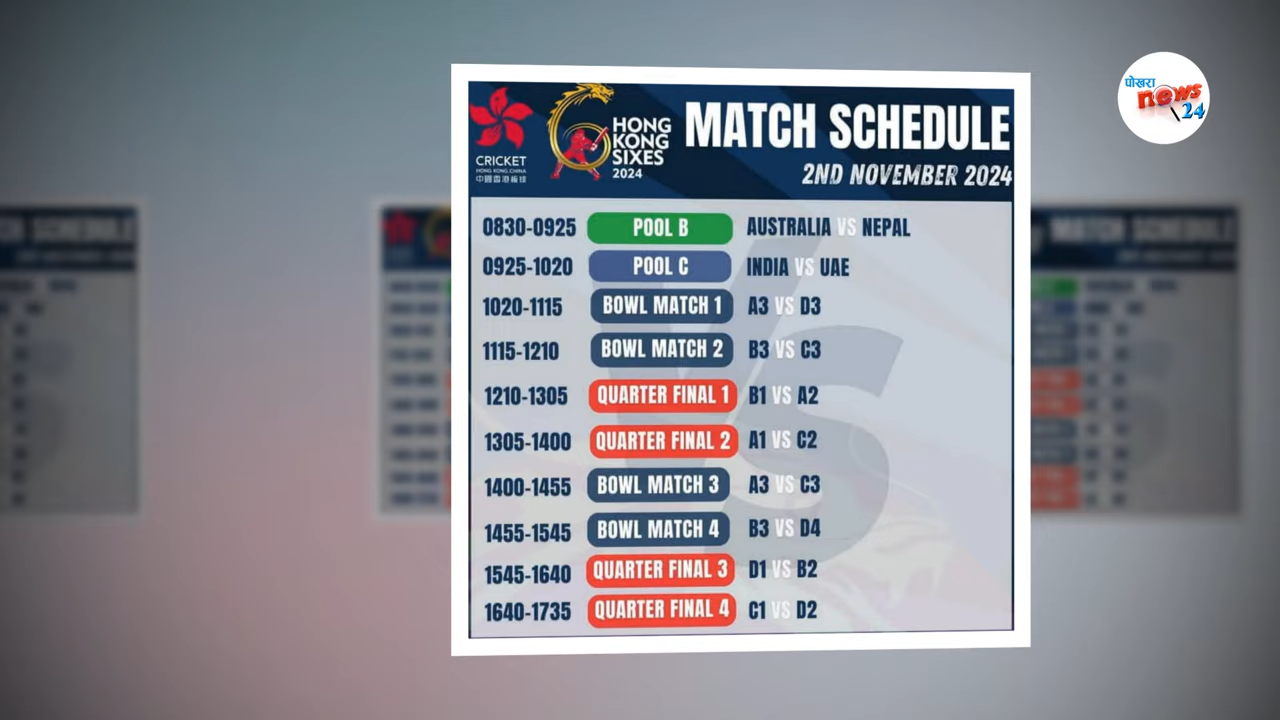 पोखरा
news
24
CRICKET
HONG KONG, CHINA
中國香港板球
HONG
KONG
SIXES
2024
MATCH SCHEDULE
2ND NOVEMBER 2024
0830-0925 POOL B AUSTRALIA VS NEPAL
0925-1020 POOL C INDIA VS UAE
1020-1115 BOWL MATCH 1 A3 VS D3
1115-1210 BOWL MATCH 2 B3 VS C3
1210-1305 QUARTER FINAL 1 B1 VS A2
1305-1400 QUARTER FINAL 2 A1 VS C2
1400-1455 BOWL MATCH 3 A3 VS C3
1455-1545 BOWL MATCH 4 B3 VS D4
1545-1640 QUARTER FINAL 3 D1 VS B2
1640-1735 QUARTER FINAL 4 C1 VS D2
VS